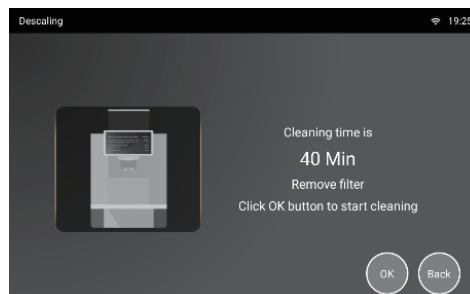 Descaling
19:25
Cleaning time is
40 Min
Remove filter
Click OK button to start cleaning
OK
Back